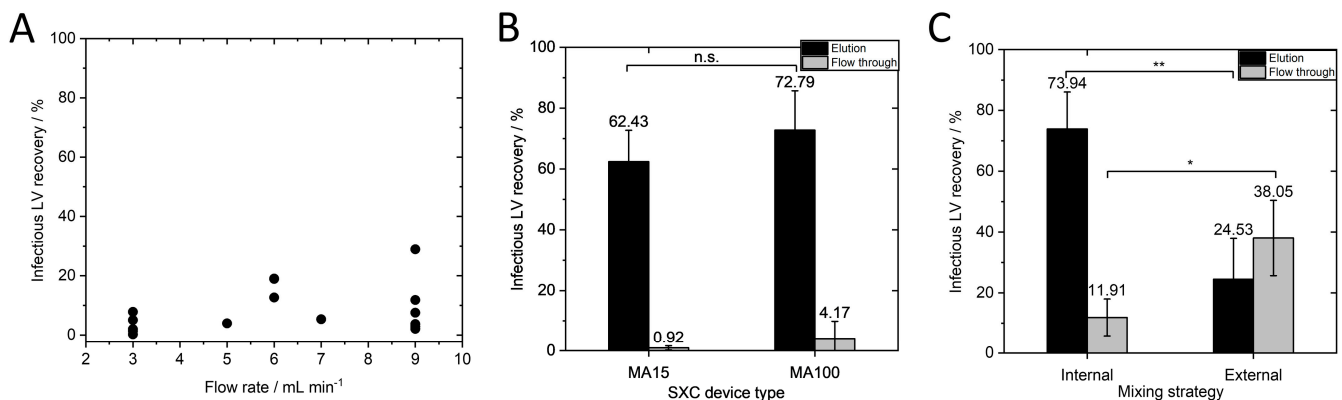 A
100
80
60
40
20
0
2 3 4 5 6 7 8 9 10
Infectious LV recovery / %
Flow rate / mL min⁻¹
B
100
80
60
40
20
0
Infectious LV recovery / %
Elution
Flow through
n.s.
62.43
0.92
72.79
4.17
MA15 MA100
SXC device type
C
100
80
60
40
20
0
Infectious LV recovery / %
Elution
Flow through
**
73.94
*
11.91
24.53
38.05
Internal External
Mixing strategy